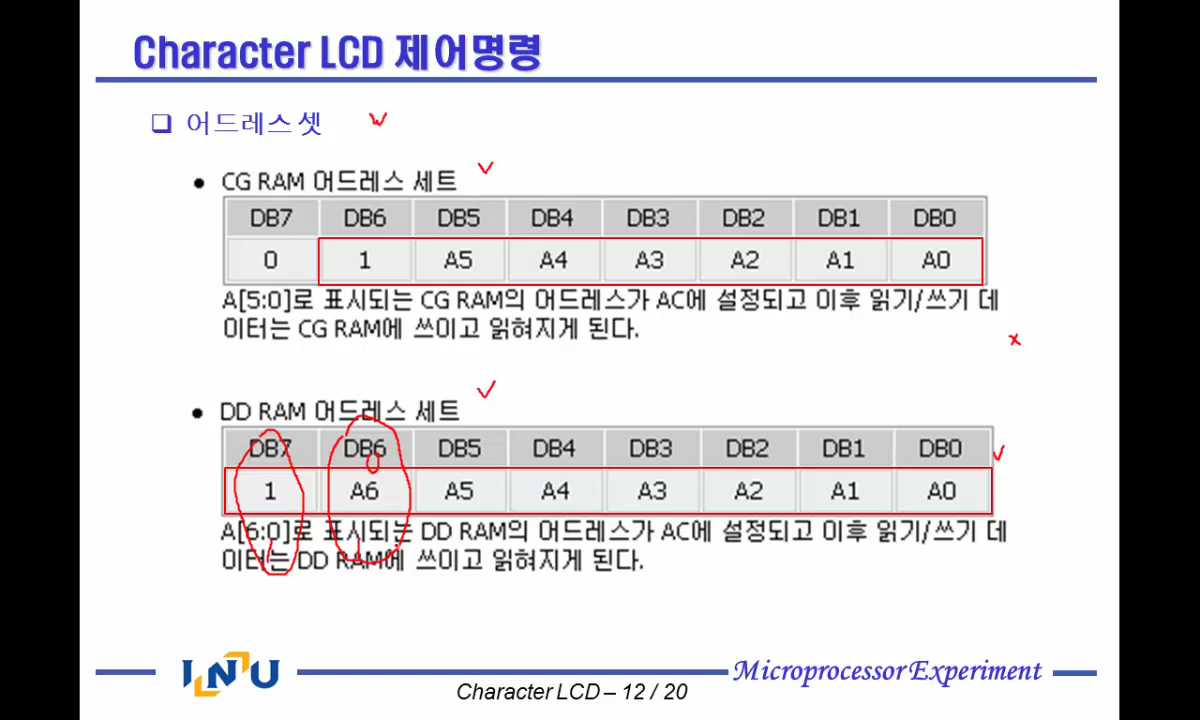 Character LCD 제어명령
❑ 어드레스 셋
● CG RAM 어드레스 세트
DB7 DB6 DB5 DB4 DB3 DB2 DB1 DB0
0 1 A5 A4 A3 A2 A1 A0
A[5:0]로 표시되는 CG RAM의 어드레스가 AC에 설정되고 이후 읽기/쓰기 데
이터는 CG RAM에 쓰이고 읽혀지게 된다.
● DD RAM 어드레스 세트
DB7 DB6 DB5 DB4 DB3 DB2 DB1 DB0
0
1 A6 A5 A4 A3 A2 A1 A0
A[6:0]로 표시되는 DD RAM의 어드레스가 AC에 설정되고 이후 읽기/쓰기 데
이터는 DD RAM에 쓰이고 읽혀지게 된다.
INU
Microprocessor Experiment
Character LCD – 12 / 20